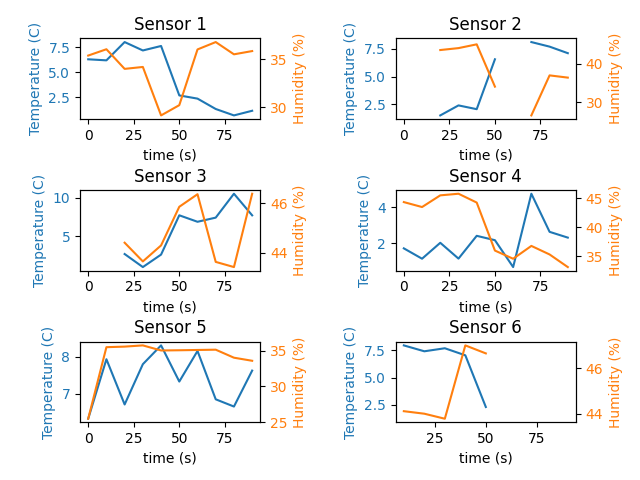 Sensor 1
Temperature (C)
7.5
5.0
2.5
35
30
Humidity (%)
0 25 50 75
time (s)
Sensor 2
Temperature (C)
7.5
5.0
2.5
40
30
Humidity (%)
0 25 50 75
time (s)
Sensor 3
Temperature (C)
10
5
46
44
Humidity (%)
0 25 50 75
time (s)
Sensor 4
Temperature (C)
4
2
45
40
35
Humidity (%)
0 25 50 75
time (s)
Sensor 5
Temperature (C)
8
7
35
30
25
Humidity (%)
0 25 50 75
time (s)
Sensor 6
Temperature (C)
7.5
5.0
2.5
46
44
Humidity (%)
25 50 75
time (s)